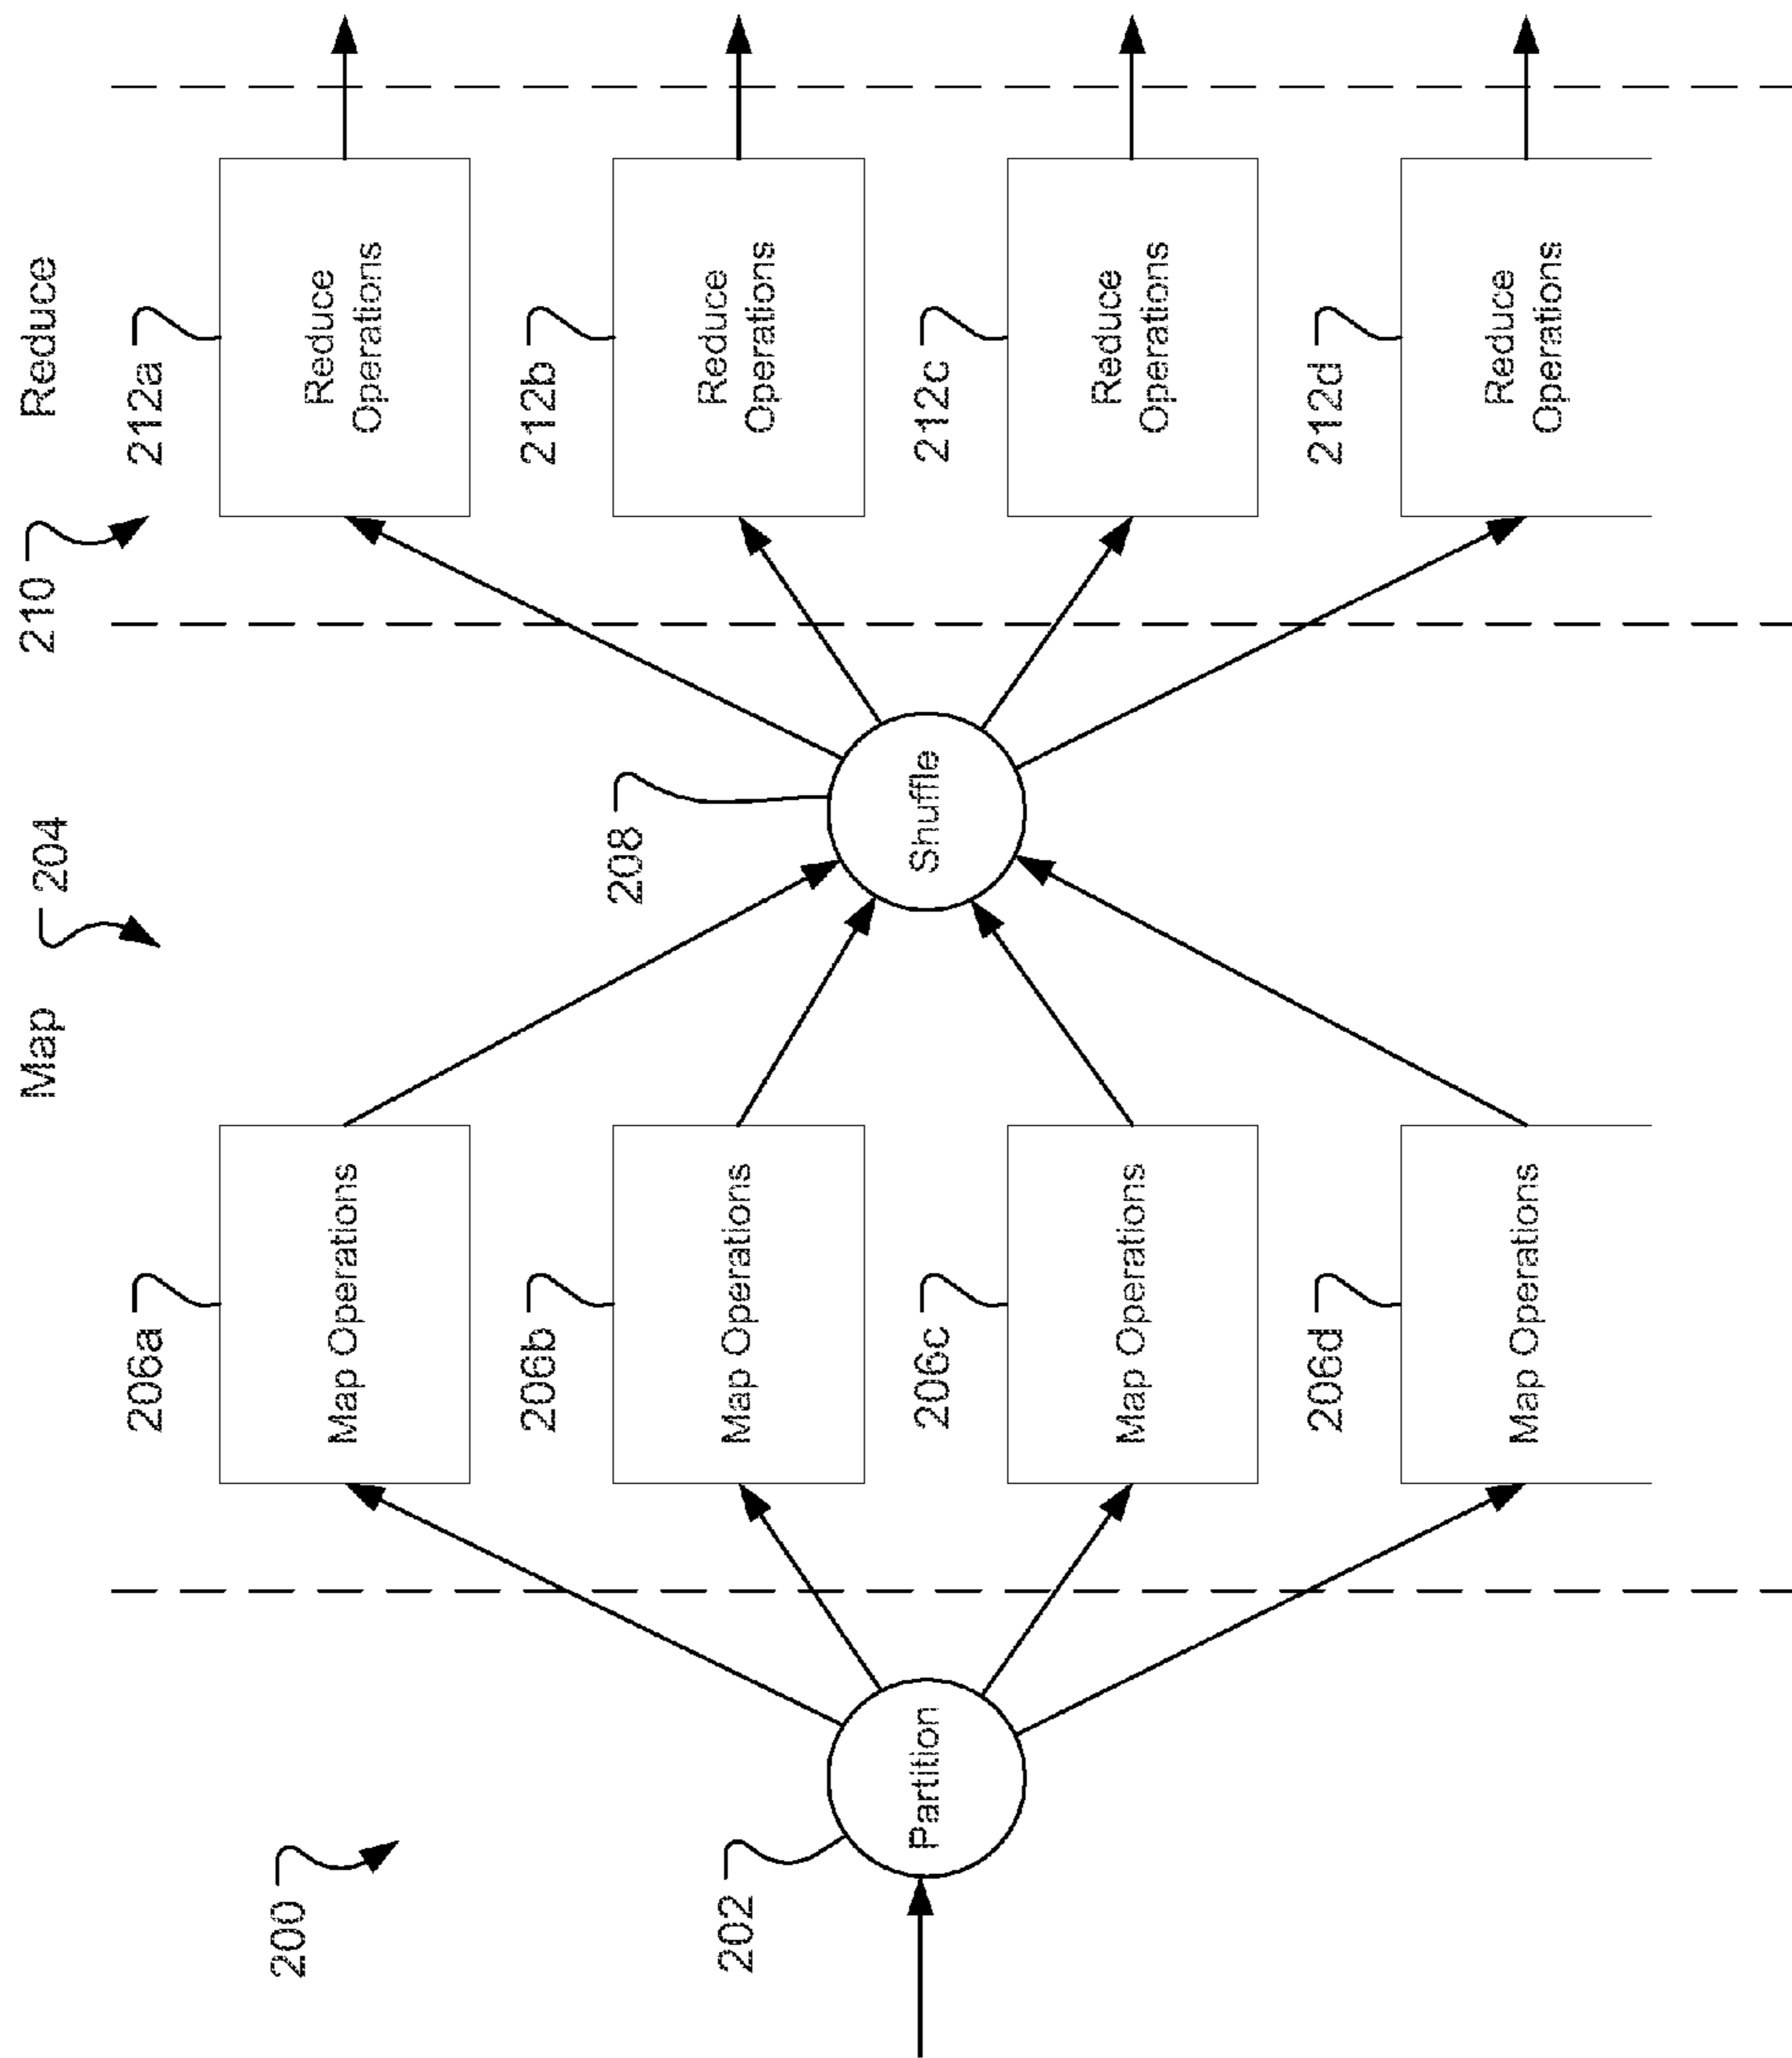 Map
204
Reduce
210
200
202
Partition
206a
Map Operations
206b
Map Operations
206c
Map Operations
206d
Map Operations
208
Shuffle
212a
Reduce
Operations
212b
Reduce
Operations
212c
Reduce
Operations
212d
Reduce
Operations